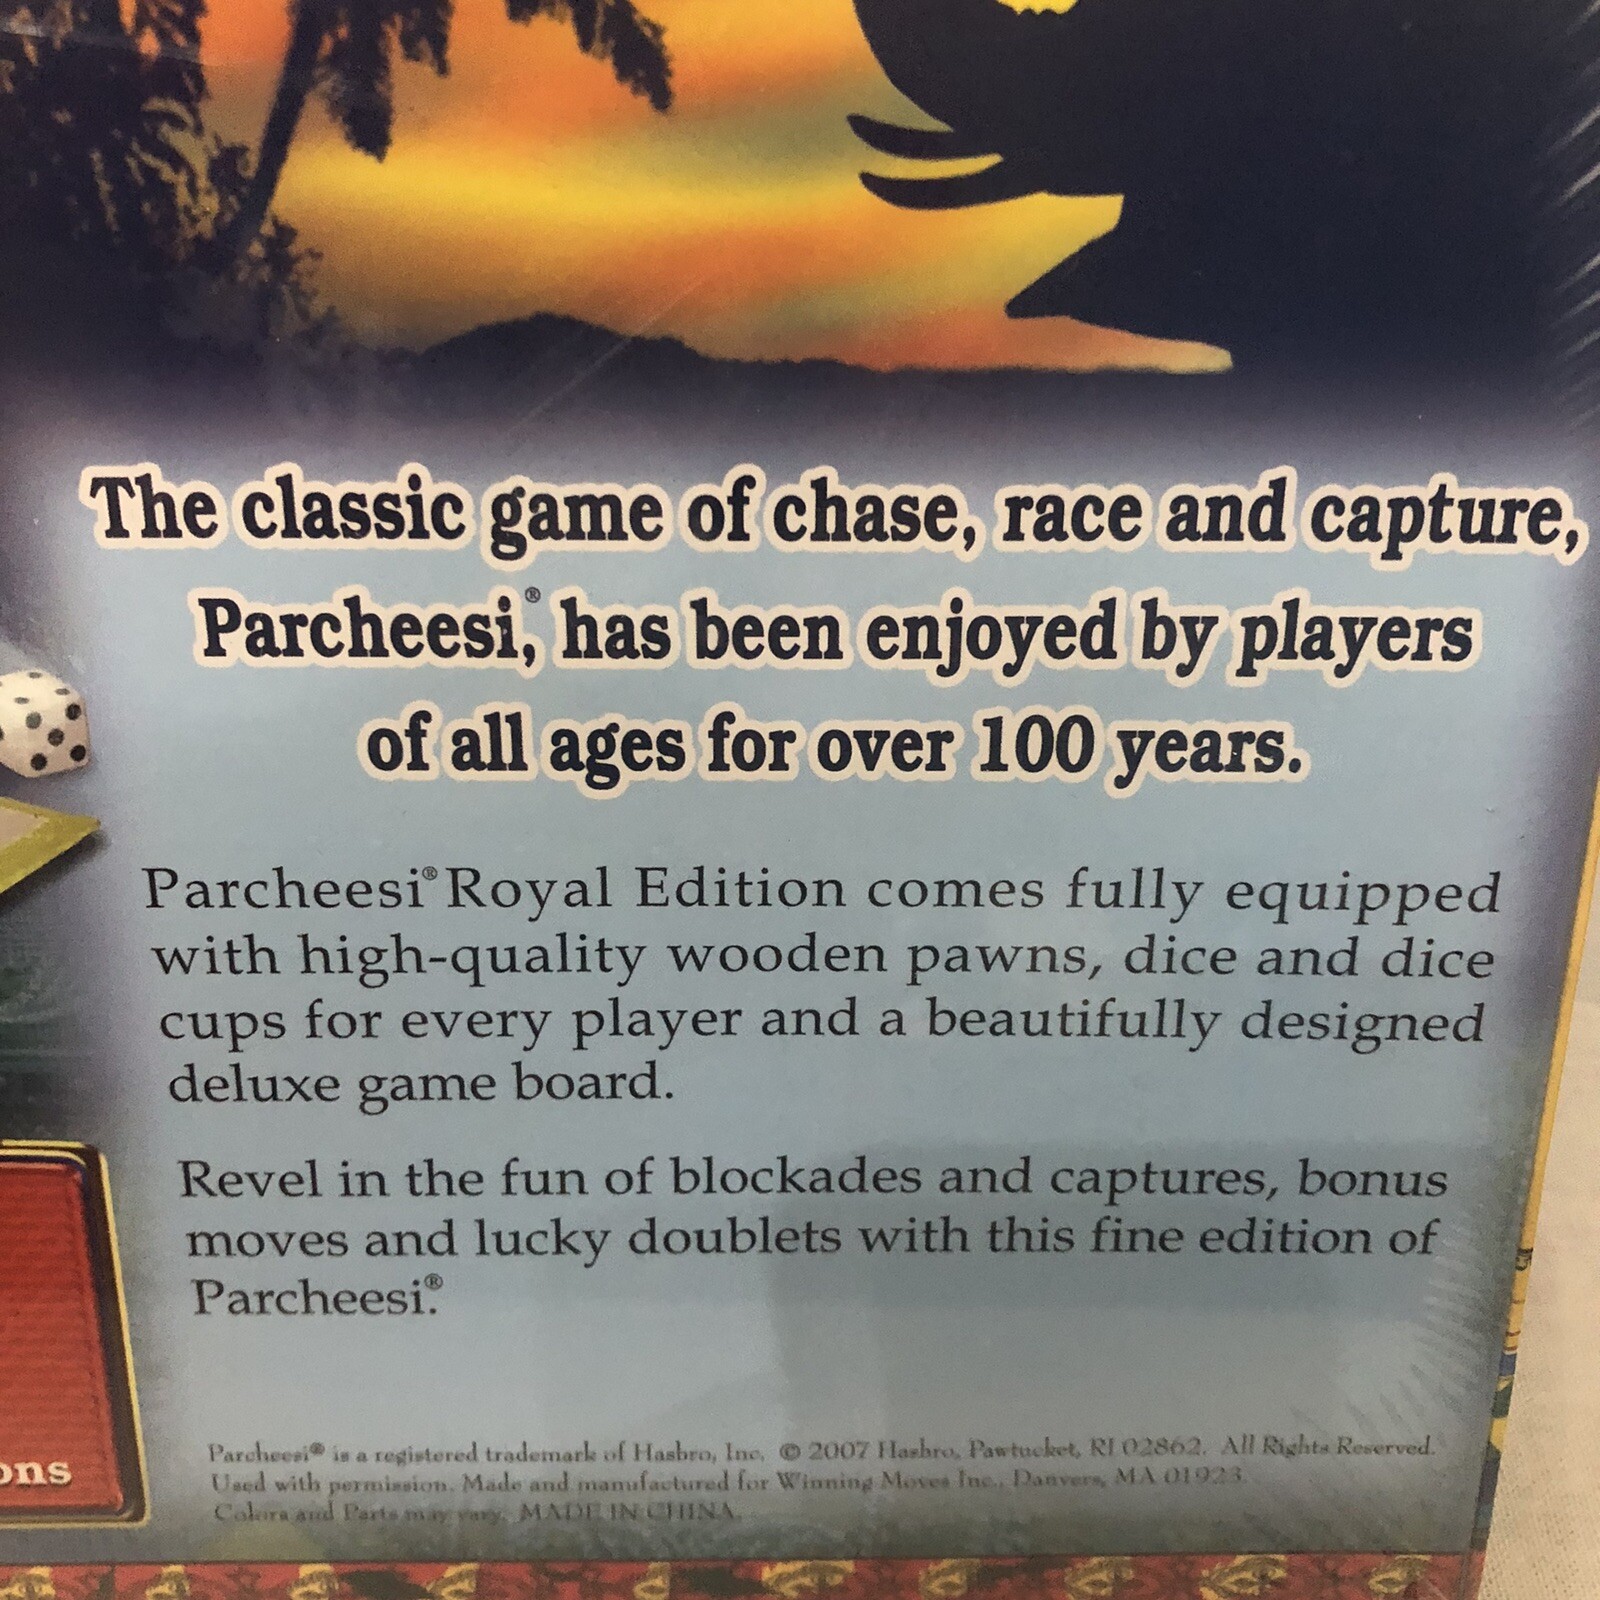 The classic game of chase, race and capture,
Parcheesi,® has been enjoyed by players
of all ages for over 100 years.
Parcheesi® Royal Edition comes fully equipped
with high-quality wooden pawns, dice and dice
cups for every player and a beautifully designed
deluxe game board.
Revel in the fun of blockades and captures, bonus
moves and lucky doublets with this fine edition of
Parcheesi.®
ons
Parcheesi® is a registered trademark of Hasbro, Inc. © 2007 Hasbro, Pawtucket, RI 02862. All Rights Reserved.
Used with permission. Made and manufactured for Winning Moves Inc., Danvers, MA 01923.
Colors and Parts may vary. MADE IN CHINA.